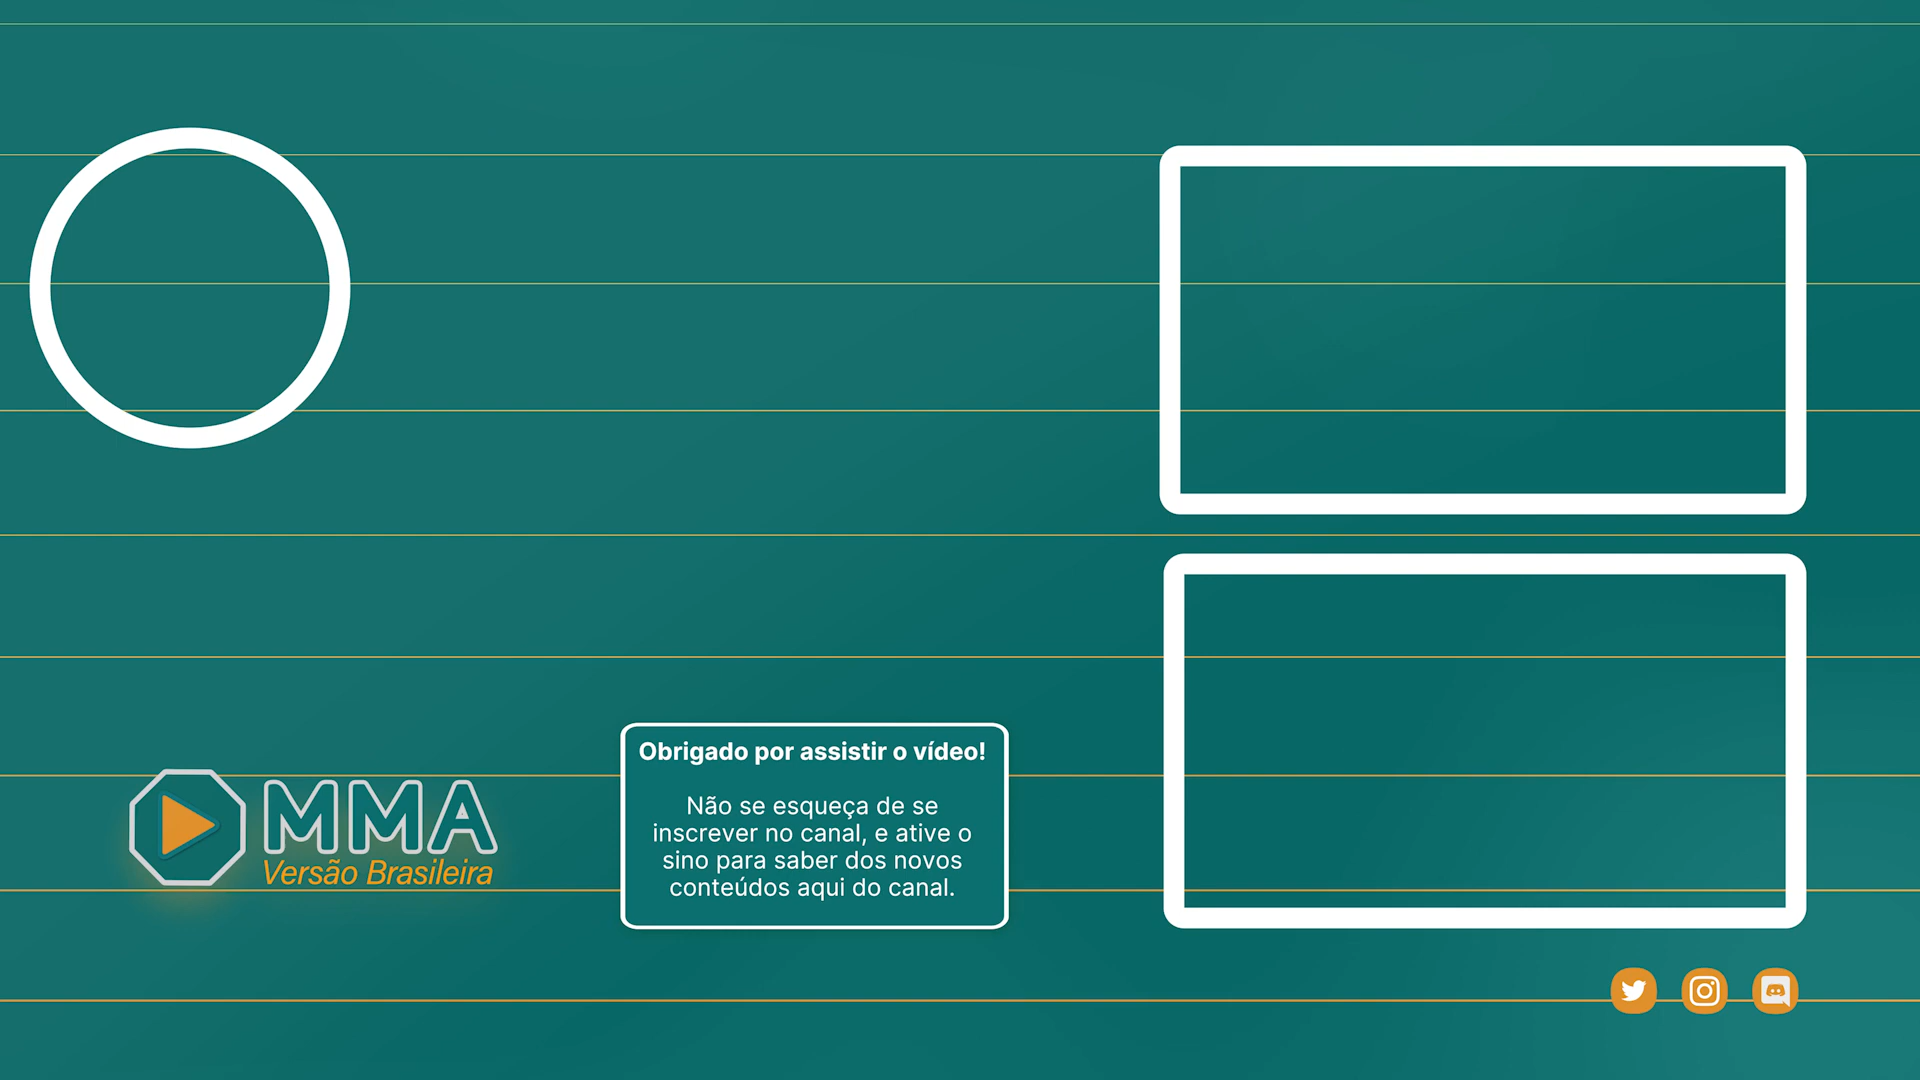 MMA
Versão Brasileira
Obrigado por assistir o vídeo!
Não se esqueça de se
inscrever no canal, e ative o
sino para saber dos novos
conteúdos aqui do canal.